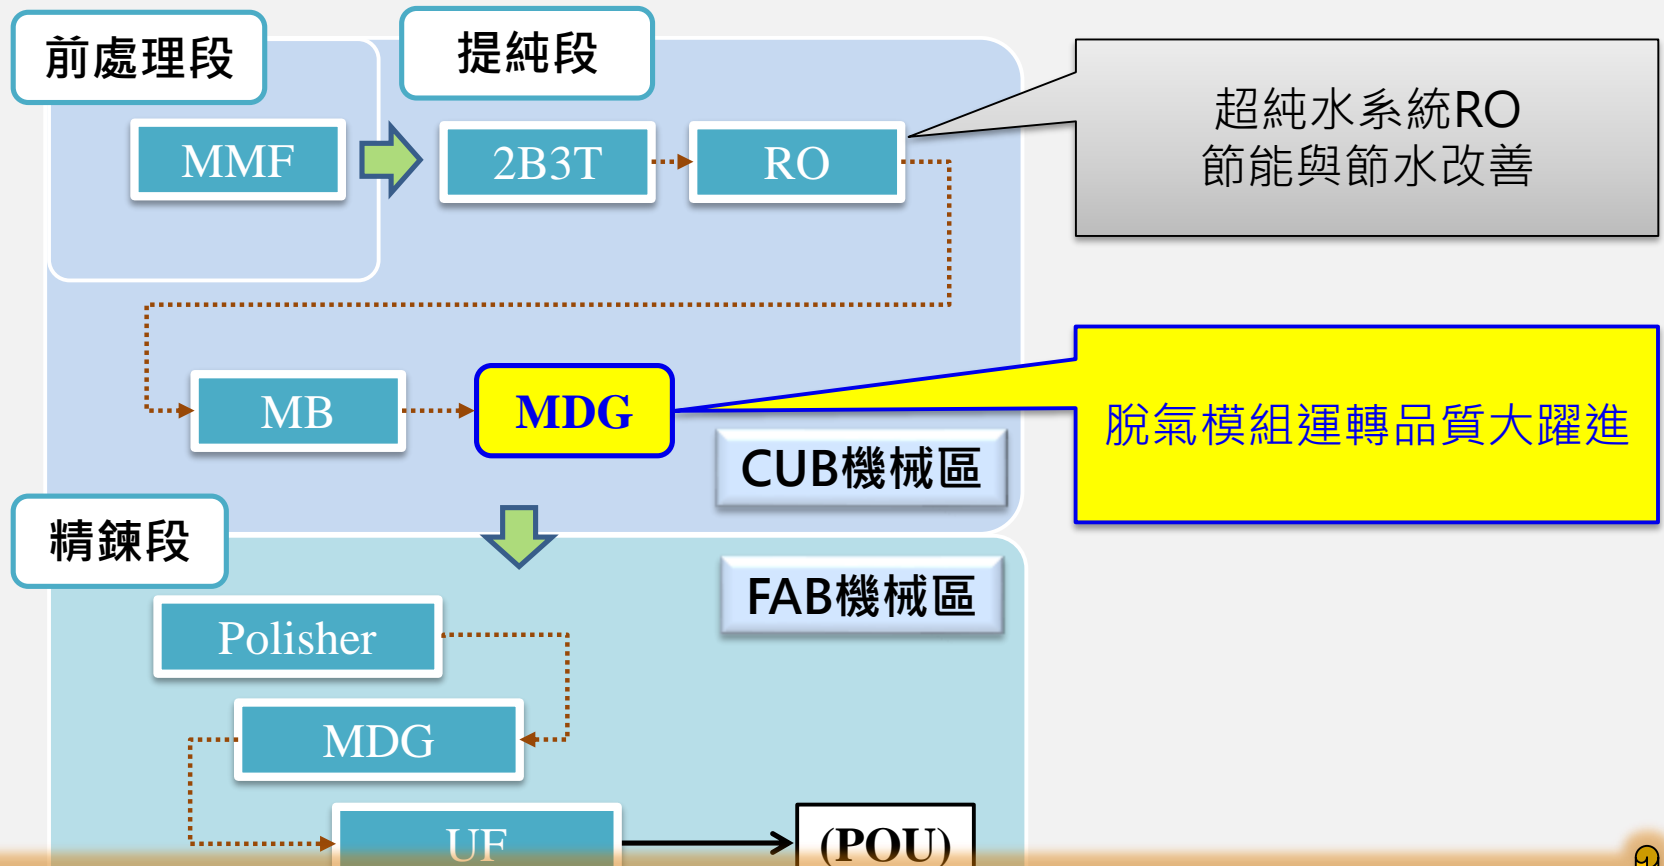 前處理段
提純段
MMF
2B3T
RO
超純水系統RO
節能與節水改善
MB
MDG
脫氣模組運轉品質大躍進
CUB機械區
精鍊段
FAB機械區
Polisher
MDG
UF
(POU)